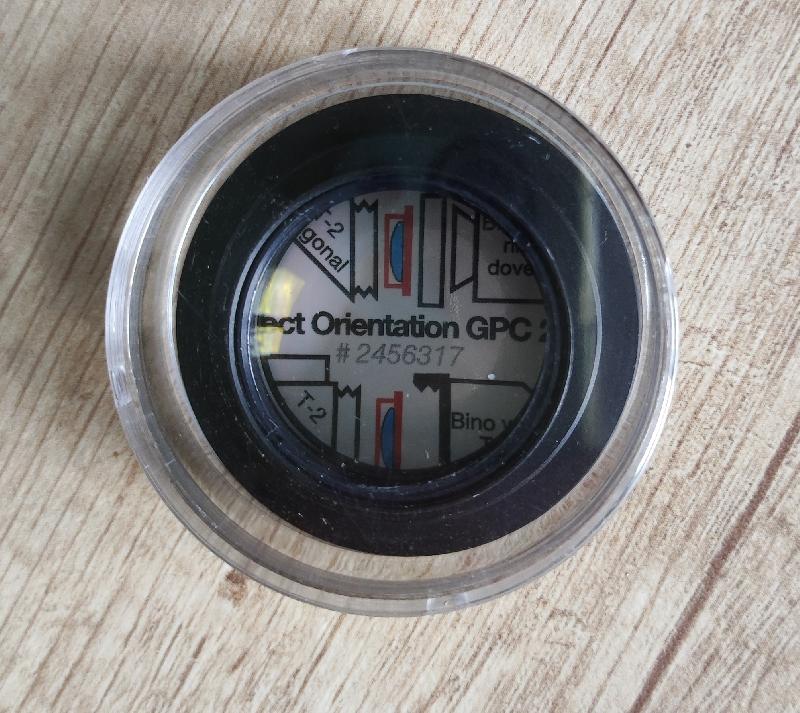 T-2
gonal
dove
ect Orientation GPC 2
# 2456317
T-2
Bino w